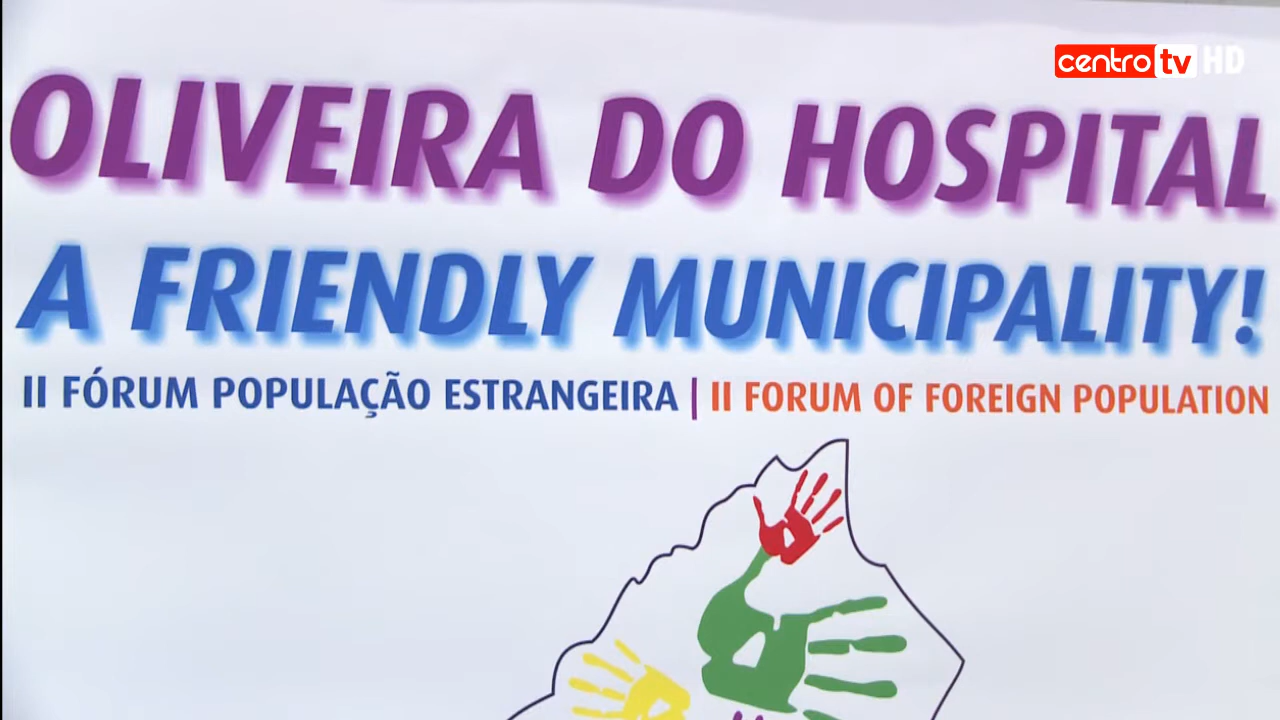 centro tv HD
OLIVEIRA DO HOSPITAL
A FRIENDLY MUNICIPALITY!
II FÓRUM POPULAÇÃO ESTRANGEIRA | II FORUM OF FOREIGN POPULATION